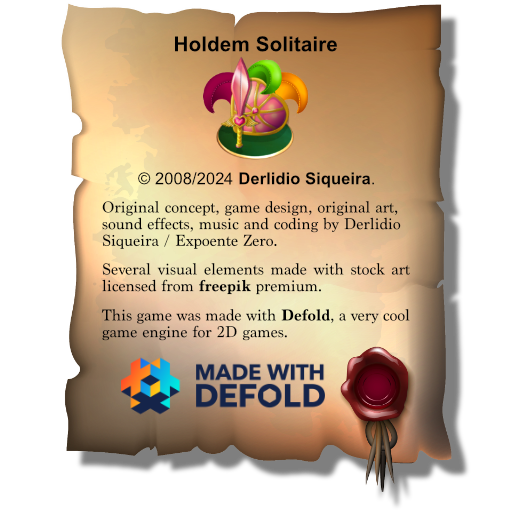 Holdem Solitaire
© 2008/2024 Derlidio Siqueira.
Original concept, game design, original art,
sound effects, music and coding by Derlidio
Siqueira / Expoente Zero.
Several visual elements made with stock art
licensed from freepik premium.
This game was made with Defold, a very cool
game engine for 2D games.
MADE WITH
DEFOLD